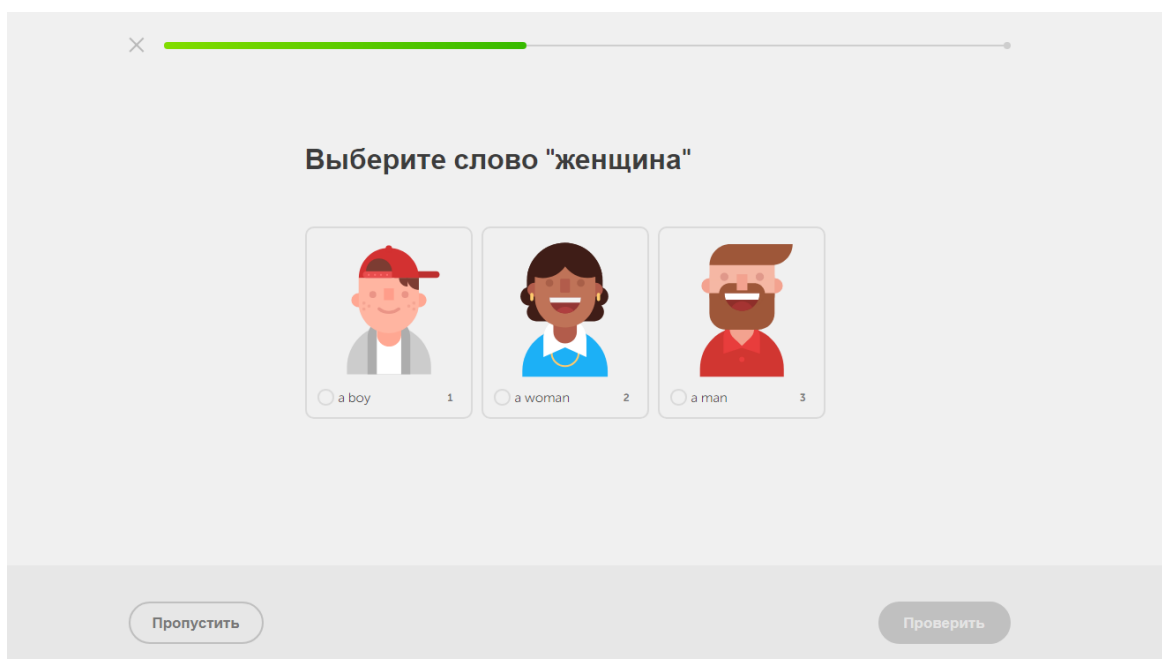 Выберите слово "женщина"
a boy 1
a woman 2
a man 3
Пропустить
Проверить